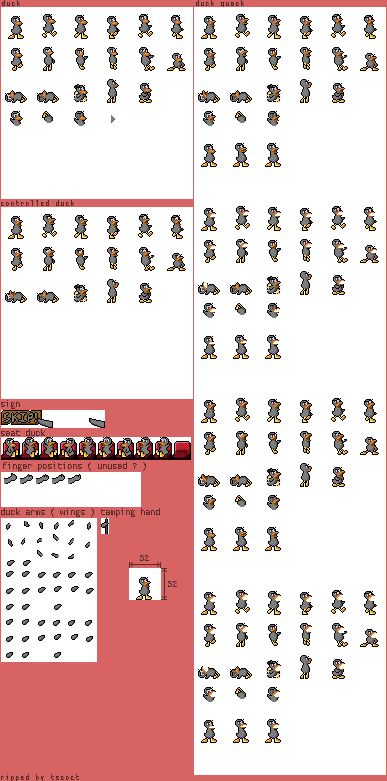 duck
duck quack
controlled duck
sign
SKIP!
seat duck
finger positions ( unused ? )
duck arms ( wings ) tamping hand
32
32
ripped by tscoot